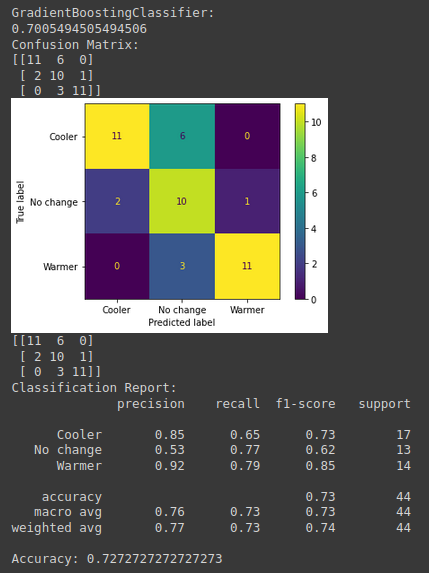 GradientBoostingClassifier:
0.7005494505494506
Confusion Matrix:
[[11  6  0]
 [ 2 10  1]
 [ 0  3 11]]
True label
Cooler
No change
Warmer
11 6 0
2 10 1
0 3 11
Cooler No change Warmer
Predicted label
10
8
6
4
2
0
[[11  6  0]
 [ 2 10  1]
 [ 0  3 11]]
Classification Report:
precision recall f1-score support
Cooler 0.85 0.65 0.73 17
No change 0.53 0.77 0.62 13
Warmer 0.92 0.79 0.85 14
accuracy 0.73 44
macro avg 0.76 0.73 0.73 44
weighted avg 0.77 0.73 0.74 44
Accuracy: 0.7272727272727273